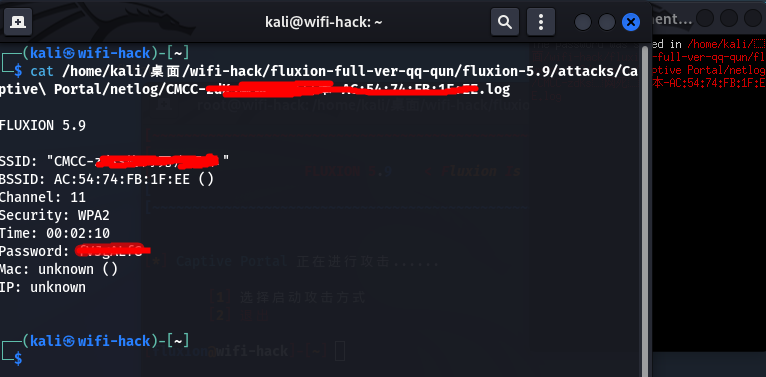 kali@wifi-hack: ~
(kali㉿wifi-hack)-[~]
$ cat /home/kali/桌面/wifi-hack/fluxion-full-ver-qq-qun/fluxion-5.9/attacks/Ca
ptive\ Portal/netlog/CMCC- -AC:54:74:FB:1F:EE.log
FLUXION 5.9
SSID: "CMCC- "
BSSID: AC:54:74:FB:1F:EE ()
Channel: 11
Security: WPA2
Time: 00:02:10
Password:
Mac: unknown ()
IP: unknown
(kali㉿wifi-hack)-[~]
$
[*] Captive Portal 正在进行攻击......
[1] 选择启动攻击方式
[2]
fluxion@wifi-hack]-[~]
ment...
ed in /home/kali/
-full-ver-qq-qun/fl
ptive Portal/netlog
本-AC:54:74:FB:1F:E